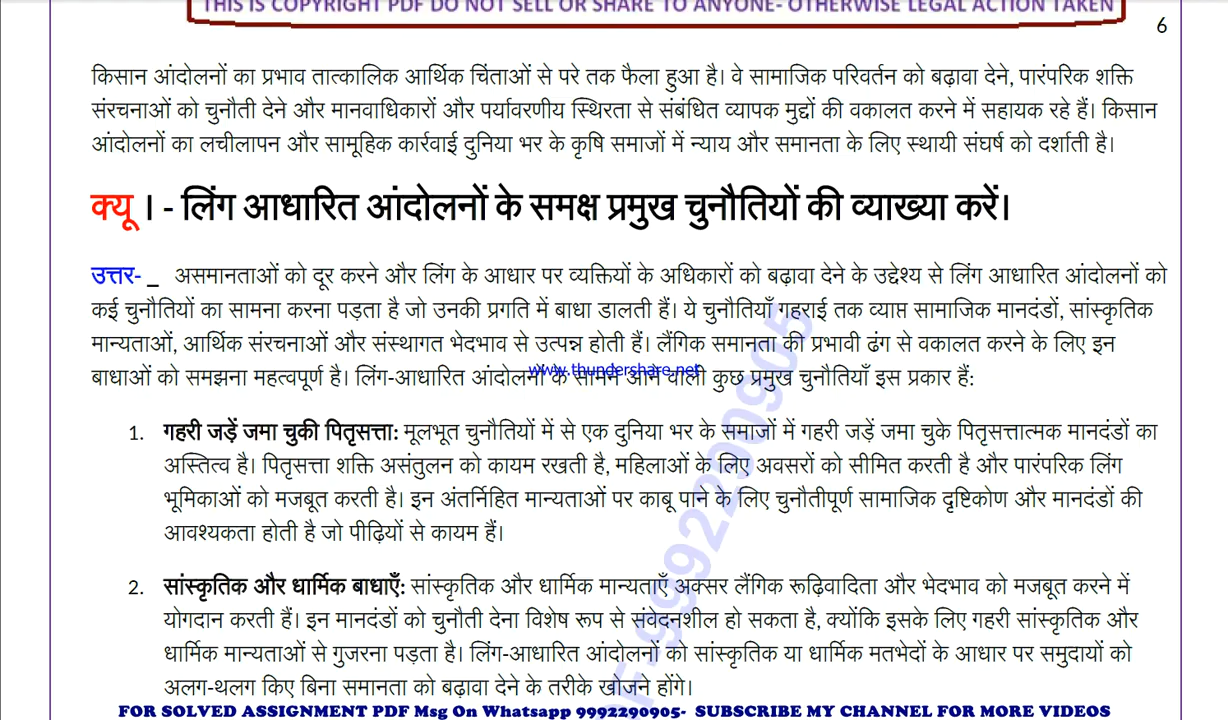 THIS IS COPYRIGHT PDF DO NOT SELL OR SHARE TO ANYONE- OTHERWISE LEGAL ACTION TAKEN
6
किसान आंदोलनों का प्रभाव तात्कालिक आर्थिक चिंताओं से परे तक फैला हुआ है। वे सामाजिक परिवर्तन को बढ़ावा देने, पारंपरिक शक्ति
संरचनाओं को चुनौती देने और मानवाधिकारों और पर्यावरणीय स्थिरता से संबंधित व्यापक मुद्दों की वकालत करने में सहायक रहे हैं। किसान
आंदोलनों का लचीलापन और सामूहिक कार्रवाई दुनिया भर के कृषि समाजों में न्याय और समानता के लिए स्थायी संघर्ष को दर्शाती है।
क्यू । - लिंग आधारित आंदोलनों के समक्ष प्रमुख चुनौतियों की व्याख्या करें।
उत्तर- _ असमानताओं को दूर करने और लिंग के आधार पर व्यक्तियों के अधिकारों को बढ़ावा देने के उद्देश्य से लिंग आधारित आंदोलनों को
कई चुनौतियों का सामना करना पड़ता है जो उनकी प्रगति में बाधा डालती हैं। ये चुनौतियाँ गहराई तक व्याप्त सामाजिक मानदंडों, सांस्कृतिक
मान्यताओं, आर्थिक संरचनाओं और संस्थागत भेदभाव से उत्पन्न होती हैं। लैंगिक समानता की प्रभावी ढंग से वकालत करने के लिए इन
बाधाओं को समझना महत्वपूर्ण है। लिंग-आधारित आंदोलनों के सामने आने वाली कुछ प्रमुख चुनौतियाँ इस प्रकार हैं:
www.thundershare.net
1. गहरी जड़ें जमा चुकी पितृसत्ता: मूलभूत चुनौतियों में से एक दुनिया भर के समाजों में गहरी जड़ें जमा चुके पितृसत्तात्मक मानदंडों का
अस्तित्व है। पितृसत्ता शक्ति असंतुलन को कायम रखती है, महिलाओं के लिए अवसरों को सीमित करती है और पारंपरिक लिंग
भूमिकाओं को मजबूत करती है। इन अंतर्निहित मान्यताओं पर काबू पाने के लिए चुनौतीपूर्ण सामाजिक दृष्टिकोण और मानदंडों की
आवश्यकता होती है जो पीढ़ियों से कायम हैं।
2. सांस्कृतिक और धार्मिक बाधाएँ: सांस्कृतिक और धार्मिक मान्यताएँ अक्सर लैंगिक रूढ़िवादिता और भेदभाव को मजबूत करने में
योगदान करती हैं। इन मानदंडों को चुनौती देना विशेष रूप से संवेदनशील हो सकता है, क्योंकि इसके लिए गहरी सांस्कृतिक और
धार्मिक मान्यताओं से गुजरना पड़ता है। लिंग-आधारित आंदोलनों को सांस्कृतिक या धार्मिक मतभेदों के आधार पर समुदायों को
अलग-थलग किए बिना समानता को बढ़ावा देने के तरीके खोजने होंगे।
DF-9992290905
FOR SOLVED ASSIGNMENT PDF Msg On Whatsapp 9992290905- SUBSCRIBE MY CHANNEL FOR MORE VIDEOS